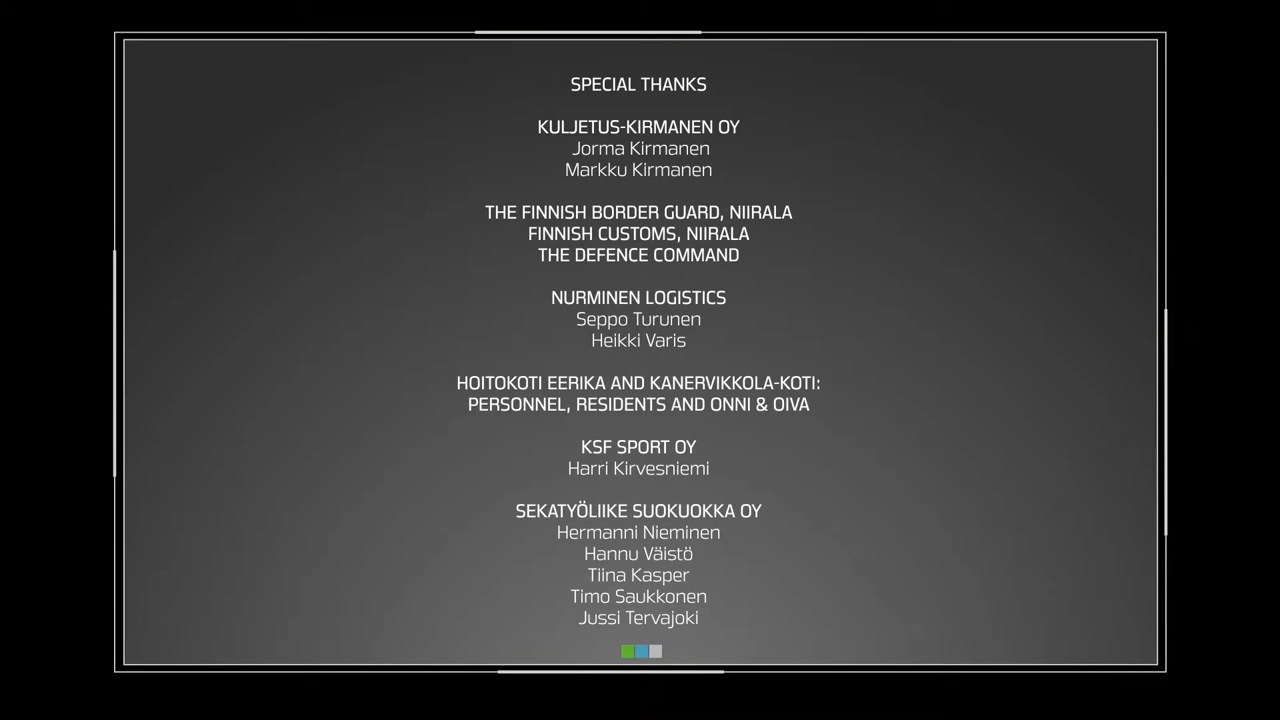 SPECIAL THANKS
KULJETUS-KIRMANEN OY
Jorma Kirmanen
Markku Kirmanen
THE FINNISH BORDER GUARD, NIIRALA
FINNISH CUSTOMS, NIIRALA
THE DEFENCE COMMAND
NURMINEN LOGISTICS
Seppo Turunen
Heikki Varis
HOITOKOTI EERIKA AND KANERVIKKOLA-KOTI:
PERSONNEL, RESIDENTS AND ONNI & OIVA
KSF SPORT OY
Harri Kirvesniemi
SEKATYÖLIIKE SUOKUOKKA OY
Hermanni Nieminen
Hannu Väistö
Tiina Kasper
Timo Saukkonen
Jussi Tervajoki